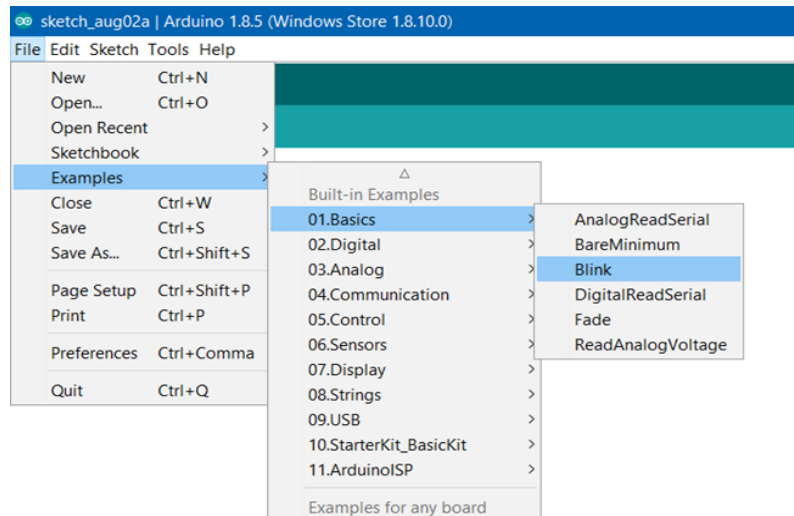 sketch_aug02a | Arduino 1.8.5 (Windows Store 1.8.10.0)
File Edit Sketch Tools Help
New Ctrl+N
Open... Ctrl+O
Open Recent >
Sketchbook >
Examples >
Close Ctrl+W
Save Ctrl+S
Save As... Ctrl+Shift+S
Page Setup Ctrl+Shift+P
Print Ctrl+P
Preferences Ctrl+Comma
Quit Ctrl+Q
Built-in Examples
01.Basics >
02.Digital >
03.Analog >
04.Communication >
05.Control >
06.Sensors >
07.Display >
08.Strings >
09.USB >
10.StarterKit_BasicKit >
11.ArduinoISP >
Examples for any board
AnalogReadSerial
BareMinimum
Blink
DigitalReadSerial
Fade
ReadAnalogVoltage